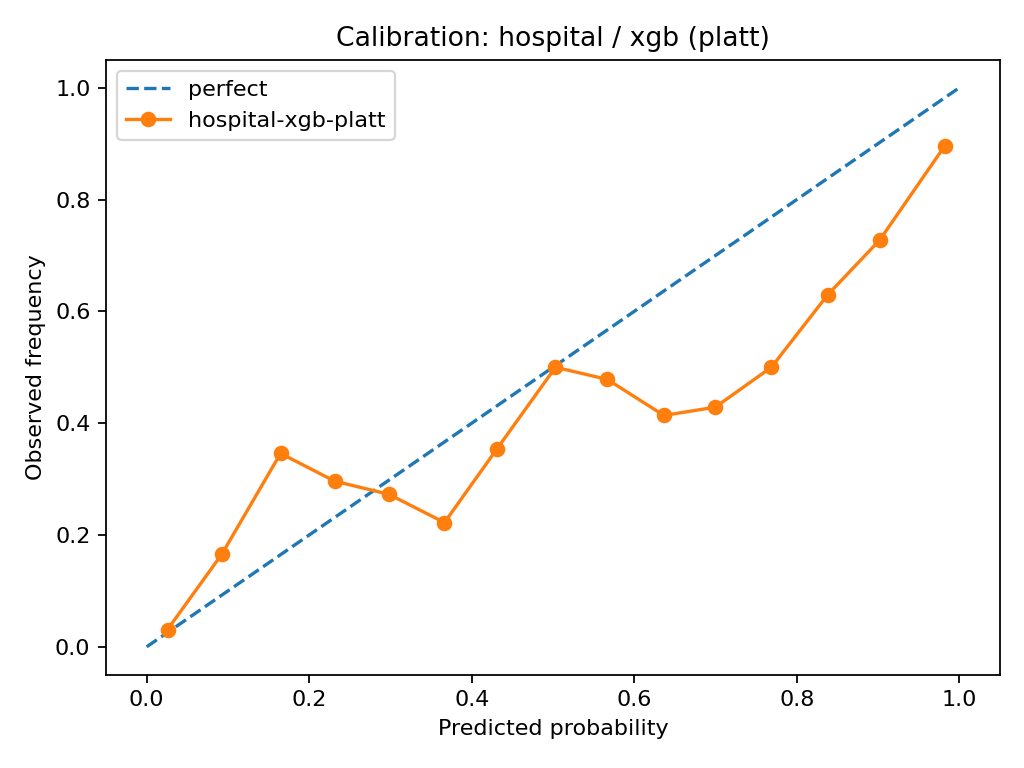 Calibration: hospital / xgb (platt)
perfect
hospital-xgb-platt
1.0
0.8
0.6
0.4
0.2
0.0
Observed frequency
0.0 0.2 0.4 0.6 0.8 1.0
Predicted probability